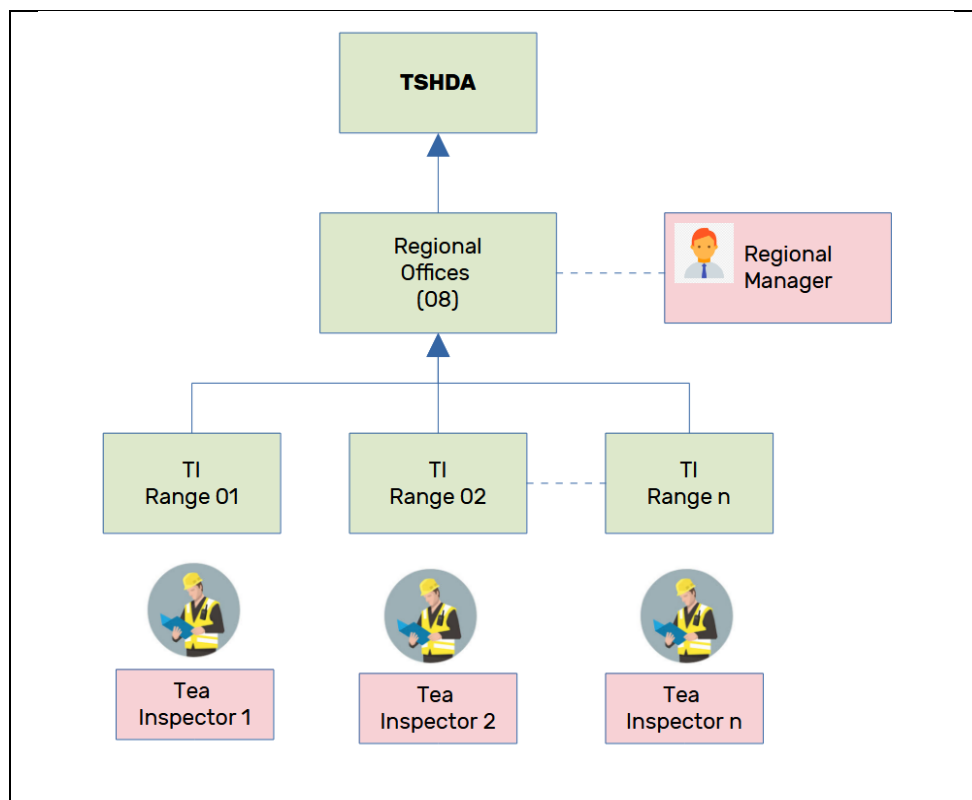 TSHDA
Regional
Offices
(08)
Regional
Manager
TI
Range 01
TI
Range 02
TI
Range n
Tea
Inspector 1
Tea
Inspector 2
Tea
Inspector n